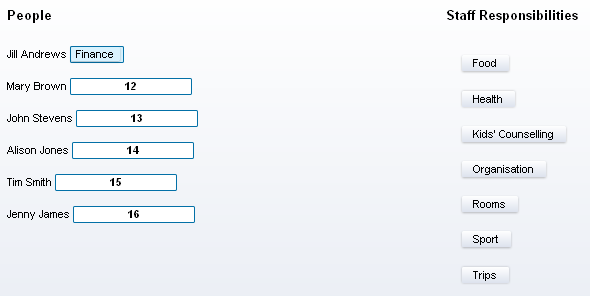 People
Jill Andrews Finance
Mary Brown 12
John Stevens 13
Alison Jones 14
Tim Smith 15
Jenny James 16
Staff Responsibilities
Food
Health
Kids' Counselling
Organisation
Rooms
Sport
Trips